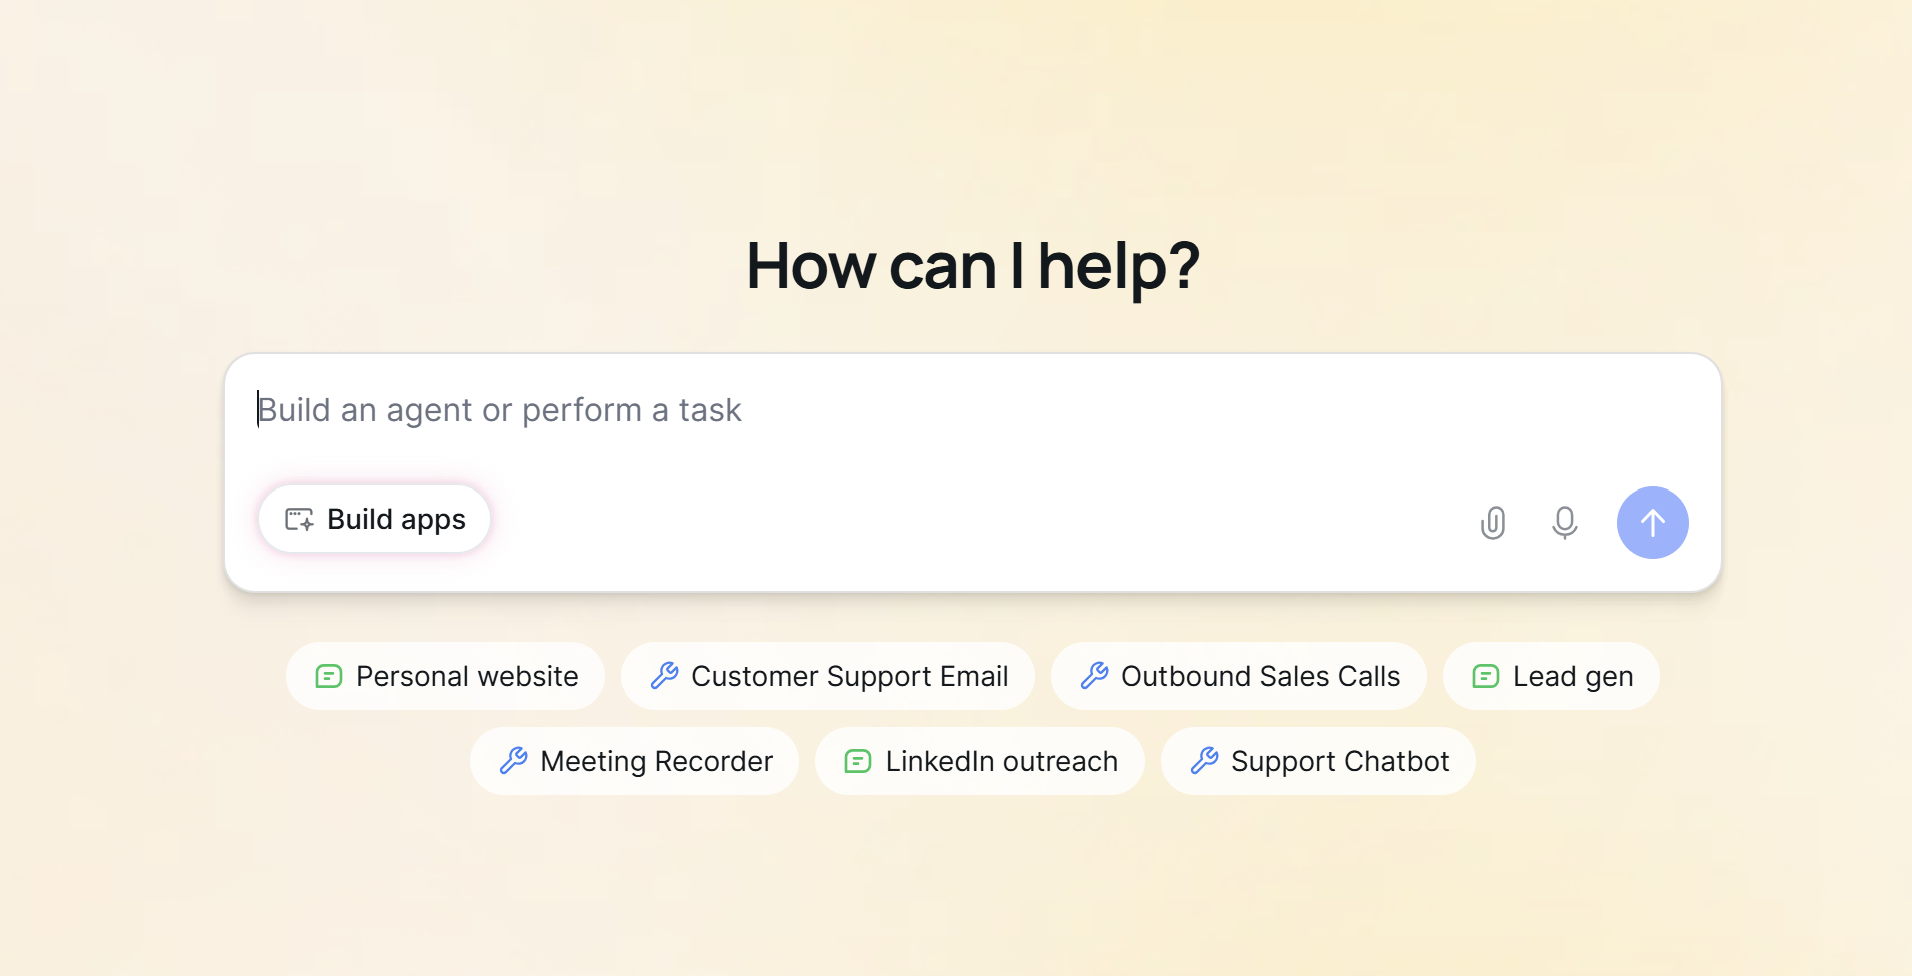 How can I help?
Build an agent or perform a task
Build apps
Personal website
Customer Support Email
Outbound Sales Calls
Lead gen
Meeting Recorder
LinkedIn outreach
Support Chatbot